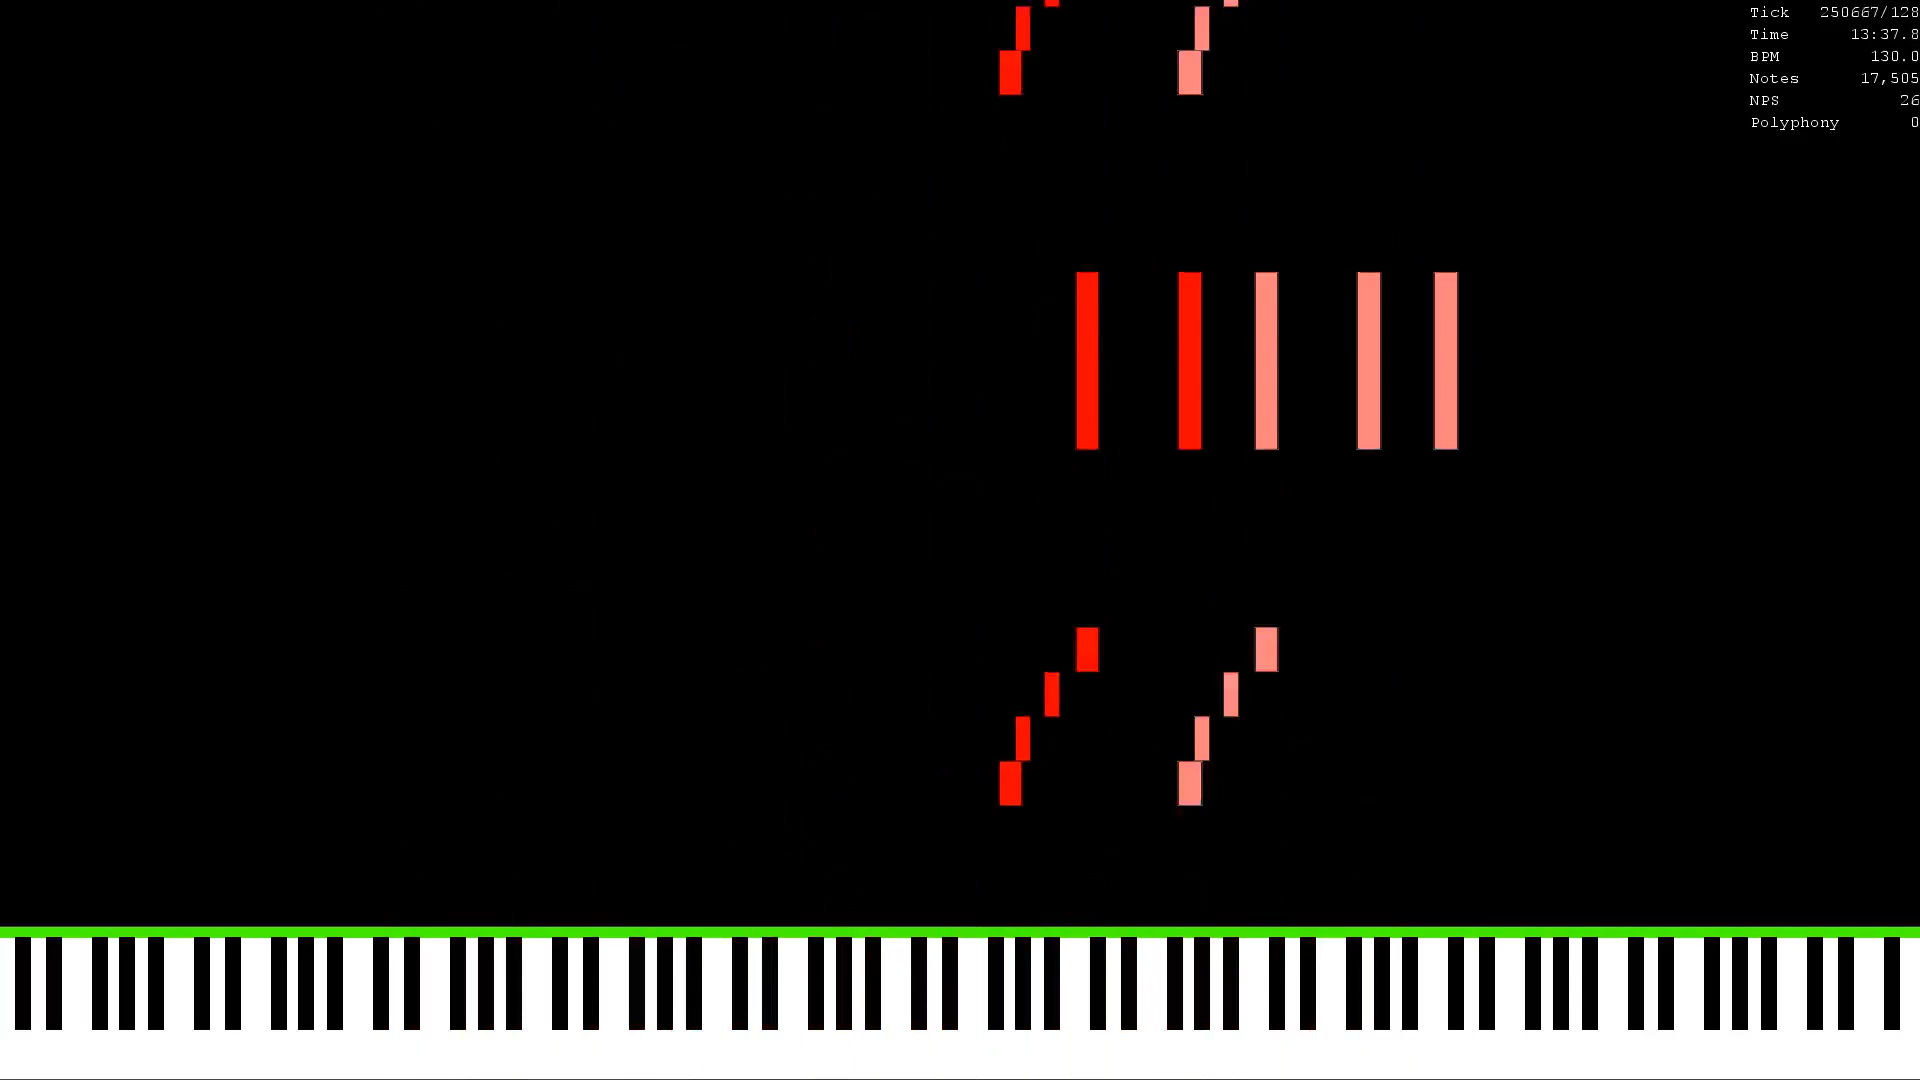 Tick 250667/128
Time 13:37.8
BPM 130.0
Notes 17,505
NPS 26
Polyphony 0